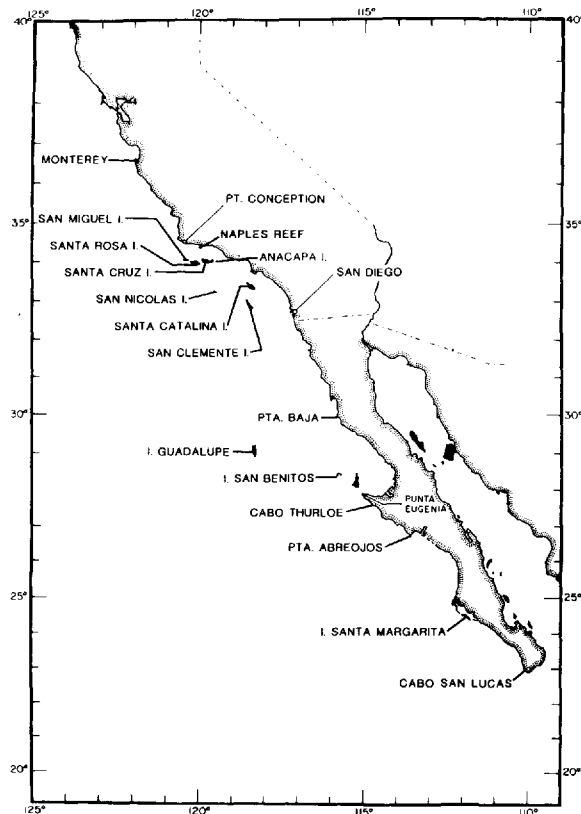 125° 120° 115° 110°
40° 40°
MONTEREY
PT. CONCEPTION
35° 35°
SAN MIGUEL I.
NAPLES REEF
SANTA ROSA I.
ANACAPA I.
SANTA CRUZ I.
SAN DIEGO
SAN NICOLAS I.
SANTA CATALINA I.
SAN CLEMENTE I.
30° 30°
PTA. BAJA
I. GUADALUPE
I. SAN BENITOS
PUNTA
EUGENIA
CABO THURLOE
PTA. ABREOJOS
25° 25°
I. SANTA MARGARITA
CABO SAN LUCAS
20° 20°
125° 120° 115° 110°